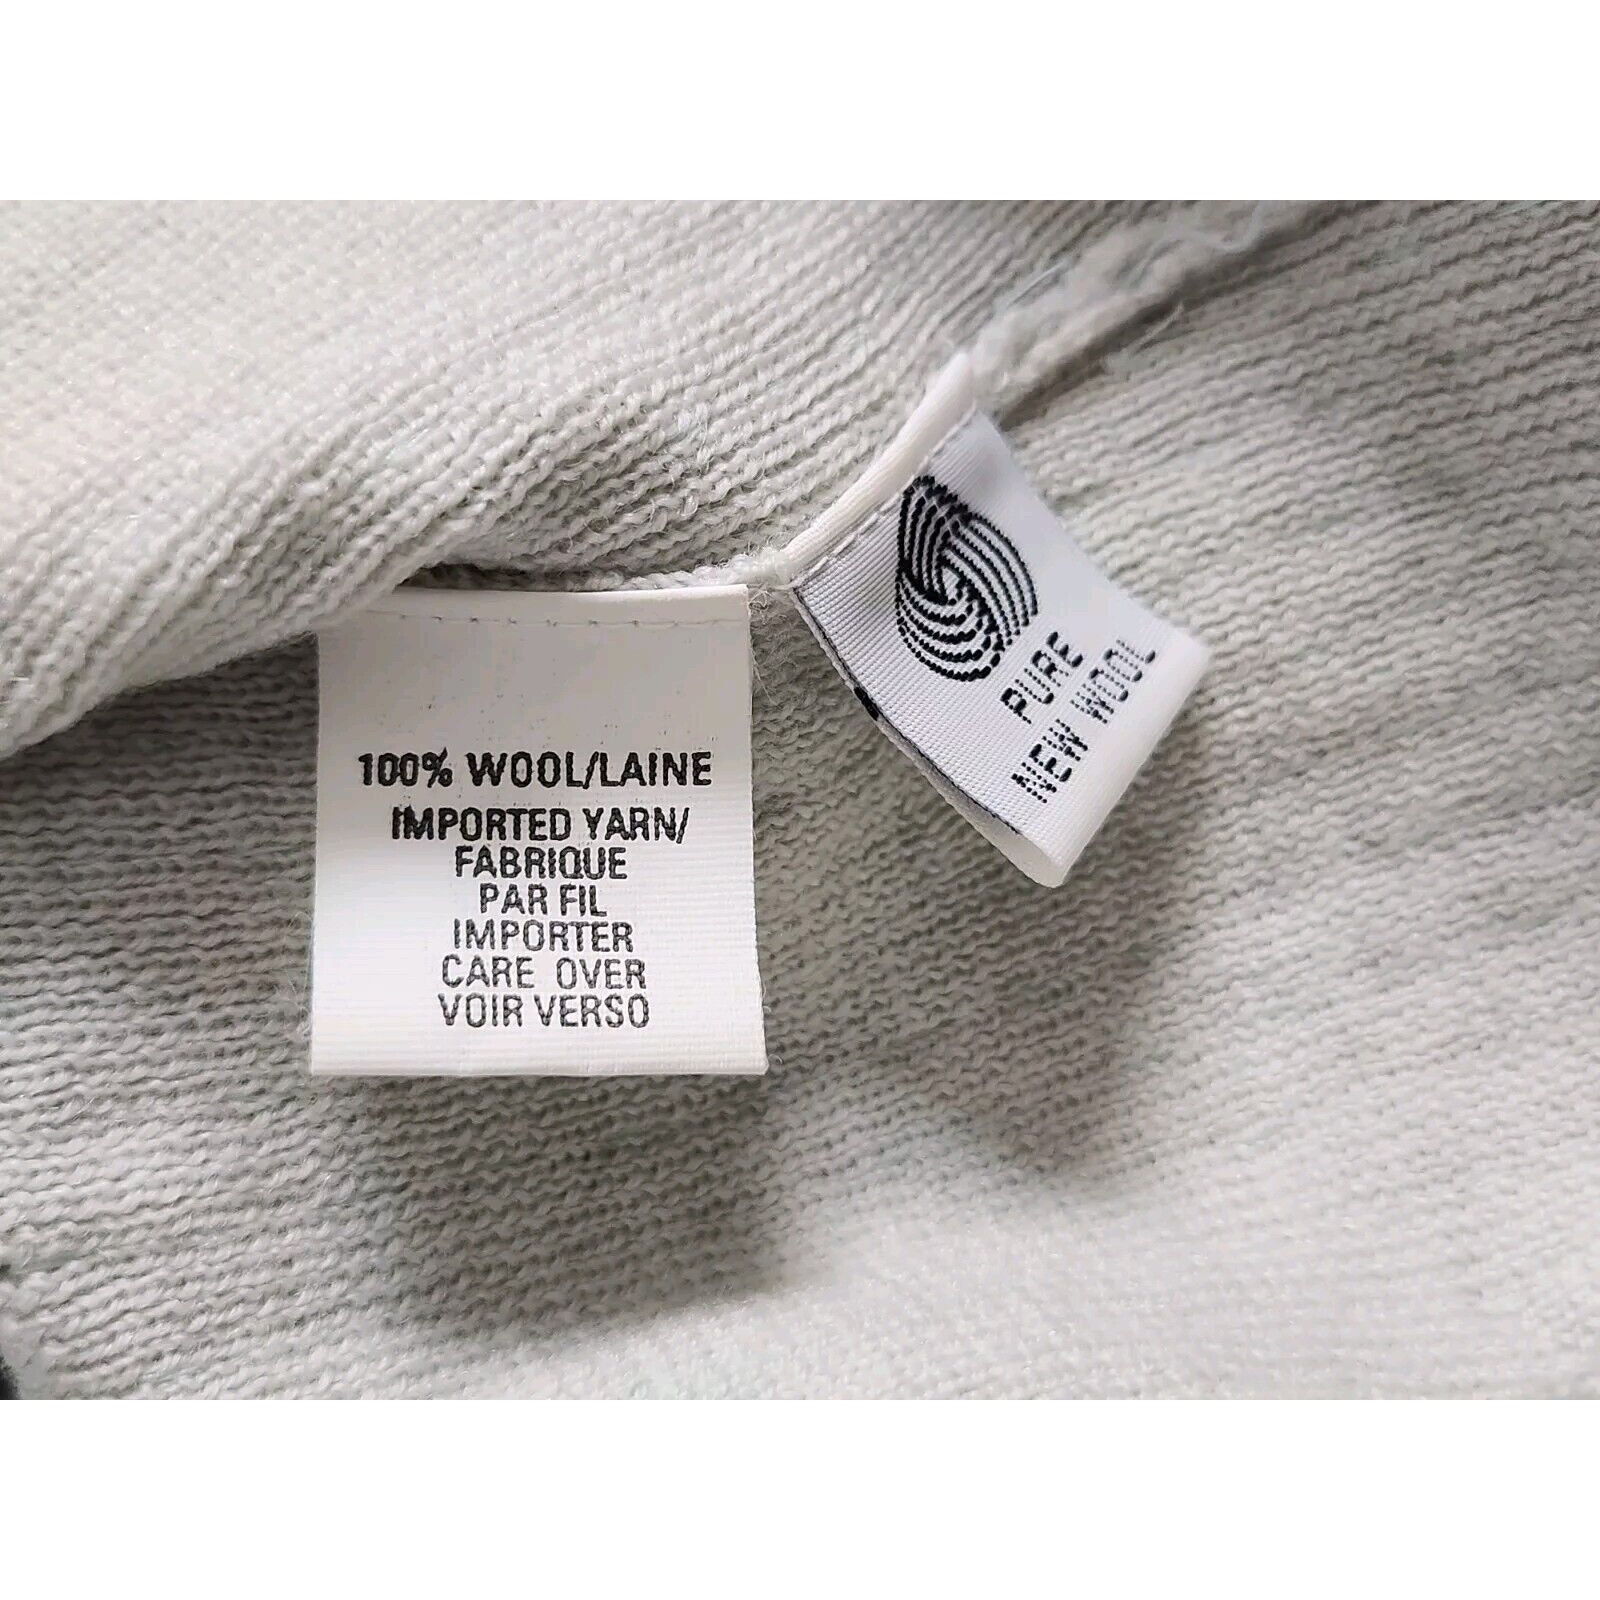 100% WOOL/LAINE
IMPORTED YARN/
FABRIQUE
PAR FIL
IMPORTER
CARE OVER
VOIR VERSO
PURE
NEW WOOL